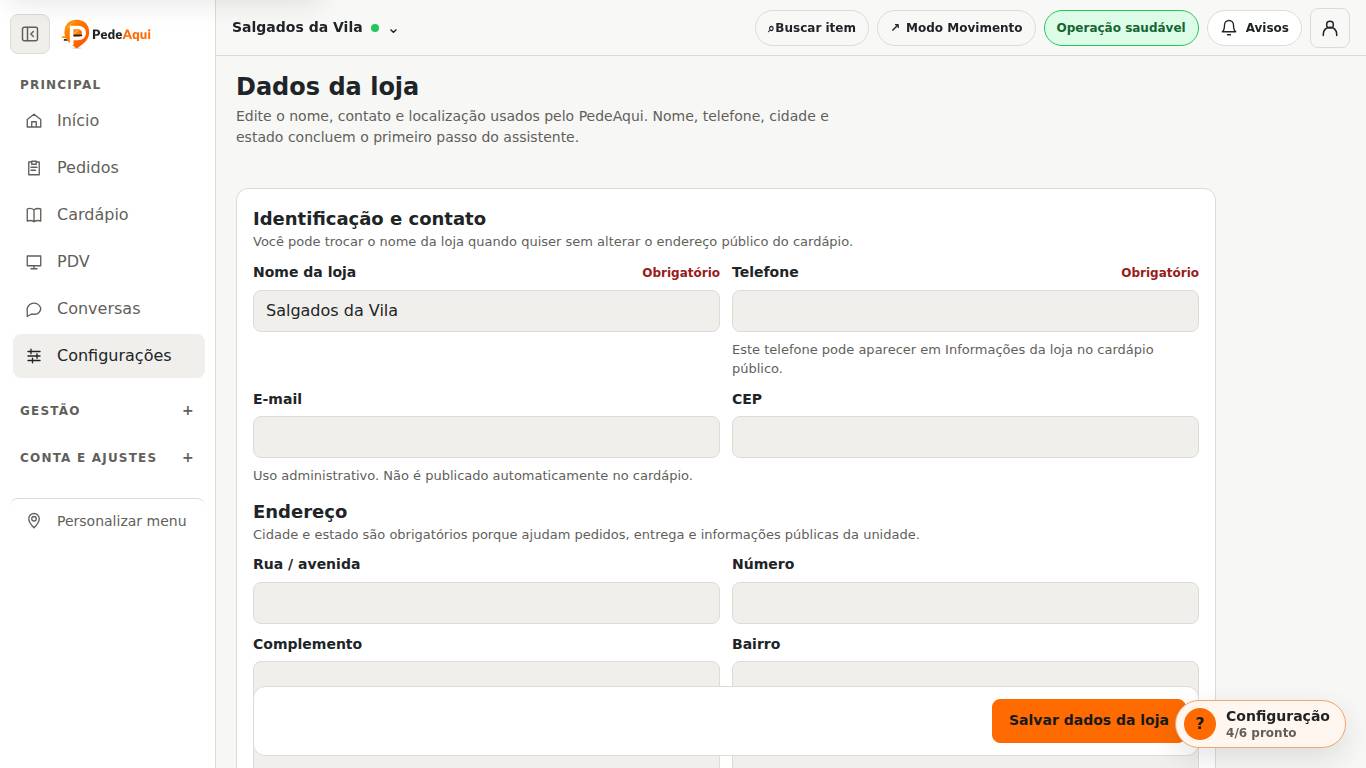 PedeAqui
Salgados da Vila
Buscar item
↗ Modo Movimento
Operação saudável
Avisos
PRINCIPAL
Início
Pedidos
Cardápio
PDV
Conversas
Configurações
GESTÃO +
CONTA E AJUSTES +
Personalizar menu
Dados da loja
Edite o nome, contato e localização usados pelo PedeAqui. Nome, telefone, cidade e
estado concluem o primeiro passo do assistente.
Identificação e contato
Você pode trocar o nome da loja quando quiser sem alterar o endereço público do cardápio.
Nome da loja Obrigatório
Salgados da Vila
Telefone Obrigatório
Este telefone pode aparecer em Informações da loja no cardápio
público.
E-mail
Uso administrativo. Não é publicado automaticamente no cardápio.
CEP
Endereço
Cidade e estado são obrigatórios porque ajudam pedidos, entrega e informações públicas da unidade.
Rua / avenida
Número
Complemento
Bairro
Salvar dados da loja
? Configuração
4/6 pronto